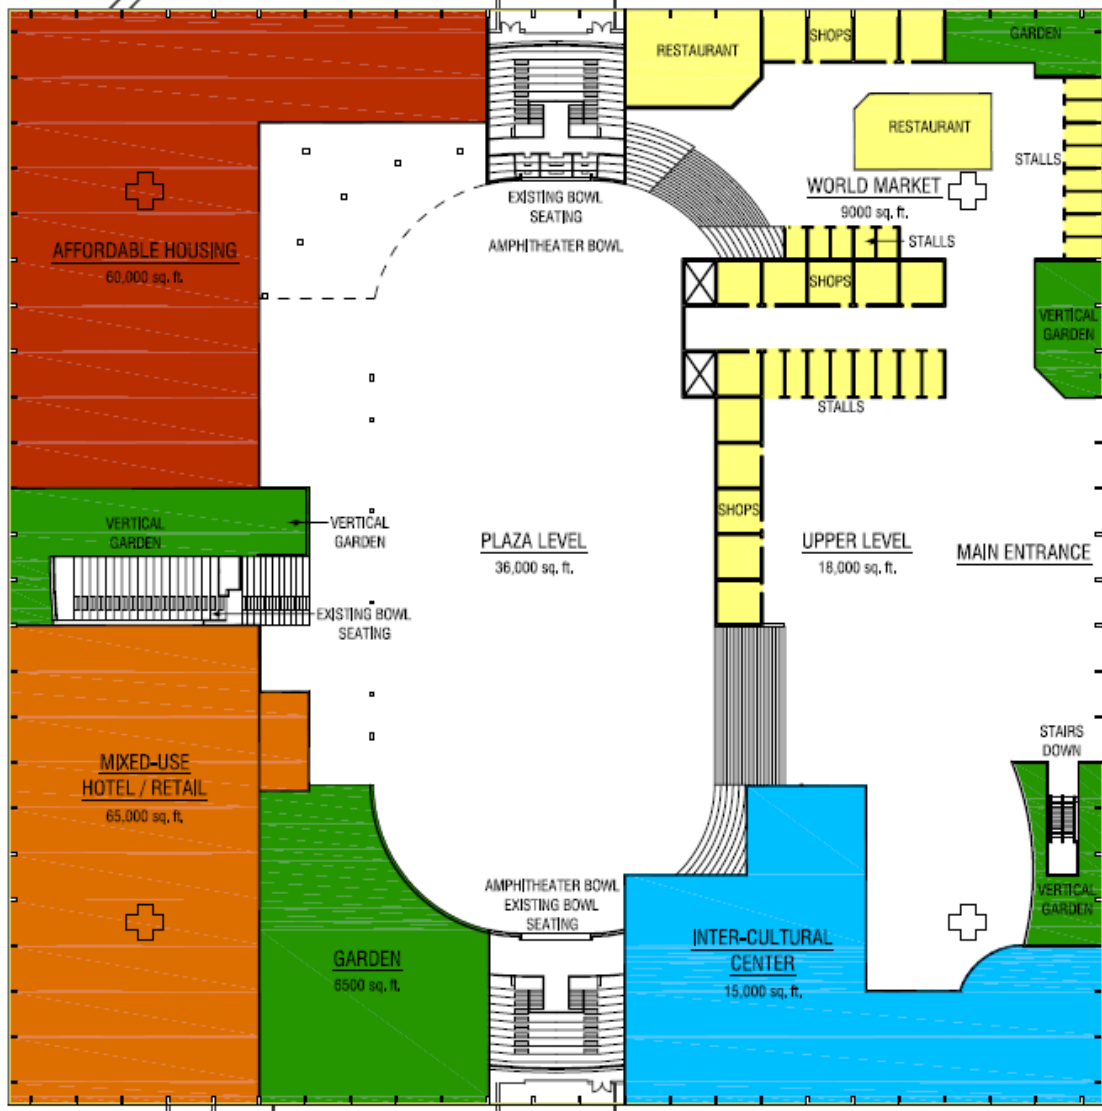 RESTAURANT
SHOPS
GARDEN
RESTAURANT
STALLS
WORLD MARKET
9000 sq. ft.
EXISTING BOWL
SEATING
AMPHITHEATER BOWL
STALLS
AFFORDABLE HOUSING
60,000 sq. ft.
SHOPS
VERTICAL
GARDEN
STALLS
VERTICAL
GARDEN
VERTICAL
GARDEN
SHOPS
PLAZA LEVEL
36,000 sq. ft.
UPPER LEVEL
18,000 sq. ft.
MAIN ENTRANCE
EXISTING BOWL
SEATING
MIXED-USE
HOTEL / RETAIL
65,000 sq. ft.
STAIRS
DOWN
AMPHITHEATER BOWL
EXISTING BOWL
SEATING
VERTICAL
GARDEN
GARDEN
6500 sq. ft.
INTER-CULTURAL
CENTER
15,000 sq. ft.